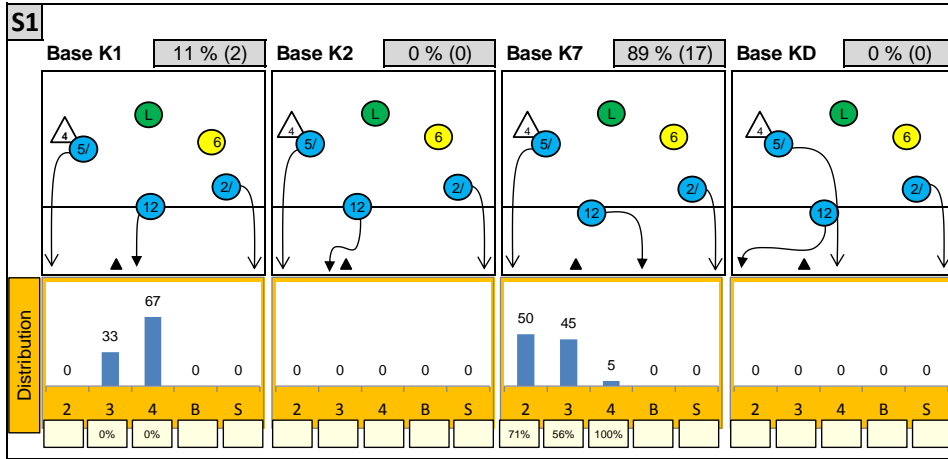 S1
Base K1 11 % (2) Base K2 0 % (0) Base K7 89 % (17) Base KD 0 % (0)
4 L 4 L 4 L 4 L
5/ 6 5/ 6 5/ 6 5/ 6
12 2/ 12 2/ 12 2/ 12 2/
Distribution
0 33 67 0 0 0 0 0 0 0 50 45 5 0 0 0 0 0 0 0
2 3 4 B S 2 3 4 B S 2 3 4 B S 2 3 4 B S
0% 0% 71% 56% 100%